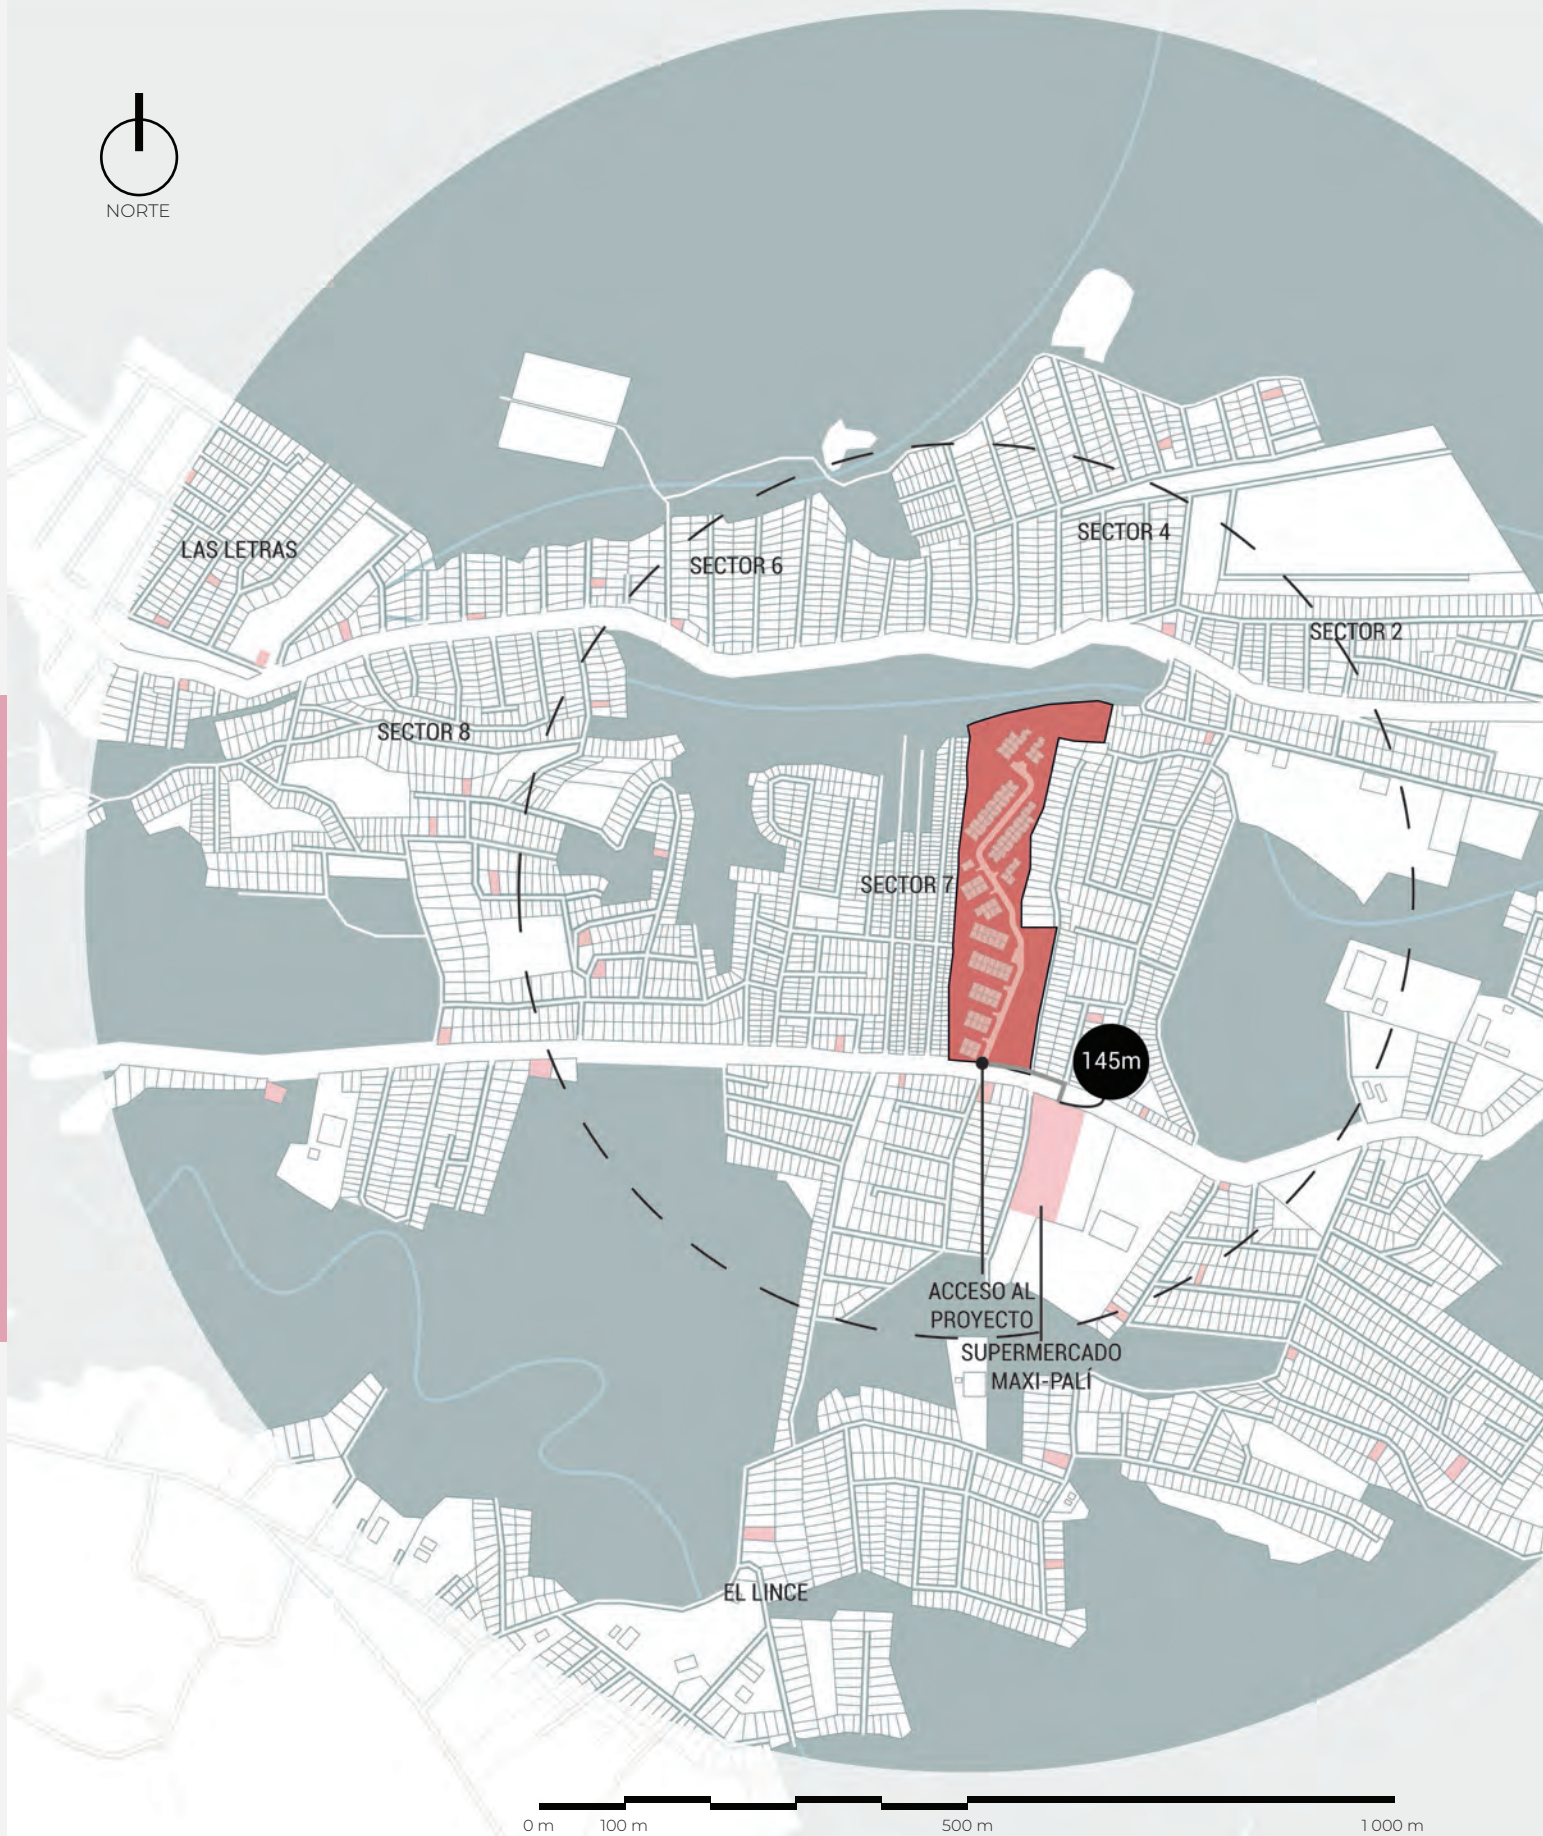 NORTE
SECTOR 4
LAS LETRAS
SECTOR 6
SECTOR 2
SECTOR 8
SECTOR 7
145m
ACCESO AL
PROYECTO
SUPERMERCADO
MAXI-PALÍ
EL LINCE
0 m 100 m 500 m 1 000 m